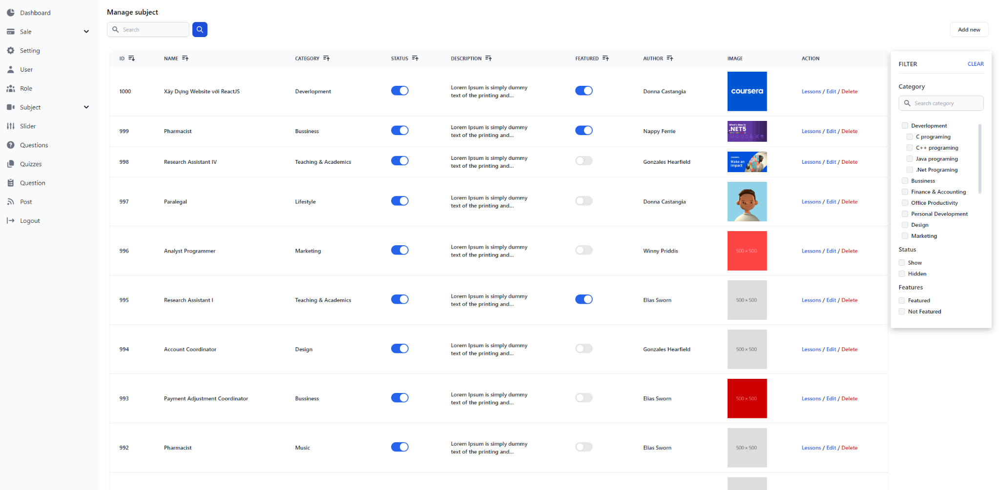 Dashboard
Sale
Setting
User
Role
Subject
Slider
Questions
Quizzes
Question
Post
Logout
Manage subject
Search
Add new
ID NAME CATEGORY STATUS DESCRIPTION FEATURED AUTHOR IMAGE ACTION
1000 Xây Dựng Website với ReactJS Deverlopment Lorem Ipsum is simply dummy
text of the printing and... Donna Castangia coursera Lessons / Edit / Delete
999 Pharmacist Bussiness Lorem Ipsum is simply dummy
text of the printing and... Nappy Ferrie What's New in
.NET5 Lessons / Edit / Delete
998 Research Assistant IV Teaching & Academics Lorem Ipsum is simply dummy
text of the printing and... Gonzales Hearfield coursera
Make an
impact Lessons / Edit / Delete
997 Paralegal Lifestyle Lorem Ipsum is simply dummy
text of the printing and... Donna Castangia Lessons / Edit / Delete
996 Analyst Programmer Marketing Lorem Ipsum is simply dummy
text of the printing and... Winny Priddis 500 × 500 Lessons / Edit / Delete
995 Research Assistant I Teaching & Academics Lorem Ipsum is simply dummy
text of the printing and... Elias Sworn 500 × 500 Lessons / Edit / Delete
994 Account Coordinator Design Lorem Ipsum is simply dummy
text of the printing and... Gonzales Hearfield 500 × 500 Lessons / Edit / Delete
993 Payment Adjustment Coordinator Bussiness Lorem Ipsum is simply dummy
text of the printing and... Elias Sworn 500 × 500 Lessons / Edit / Delete
992 Pharmacist Music Lorem Ipsum is simply dummy
text of the printing and... Elias Sworn 500 × 500 Lessons / Edit / Delete
FILTER CLEAR
Category
Search category
Deverlopment
C programing
C++ programing
Java programing
.Net Programing
Bussiness
Finance & Accounting
Office Productivity
Personal Development
Design
Marketing
Status
Show
Hidden
Features
Featured
Not Featured